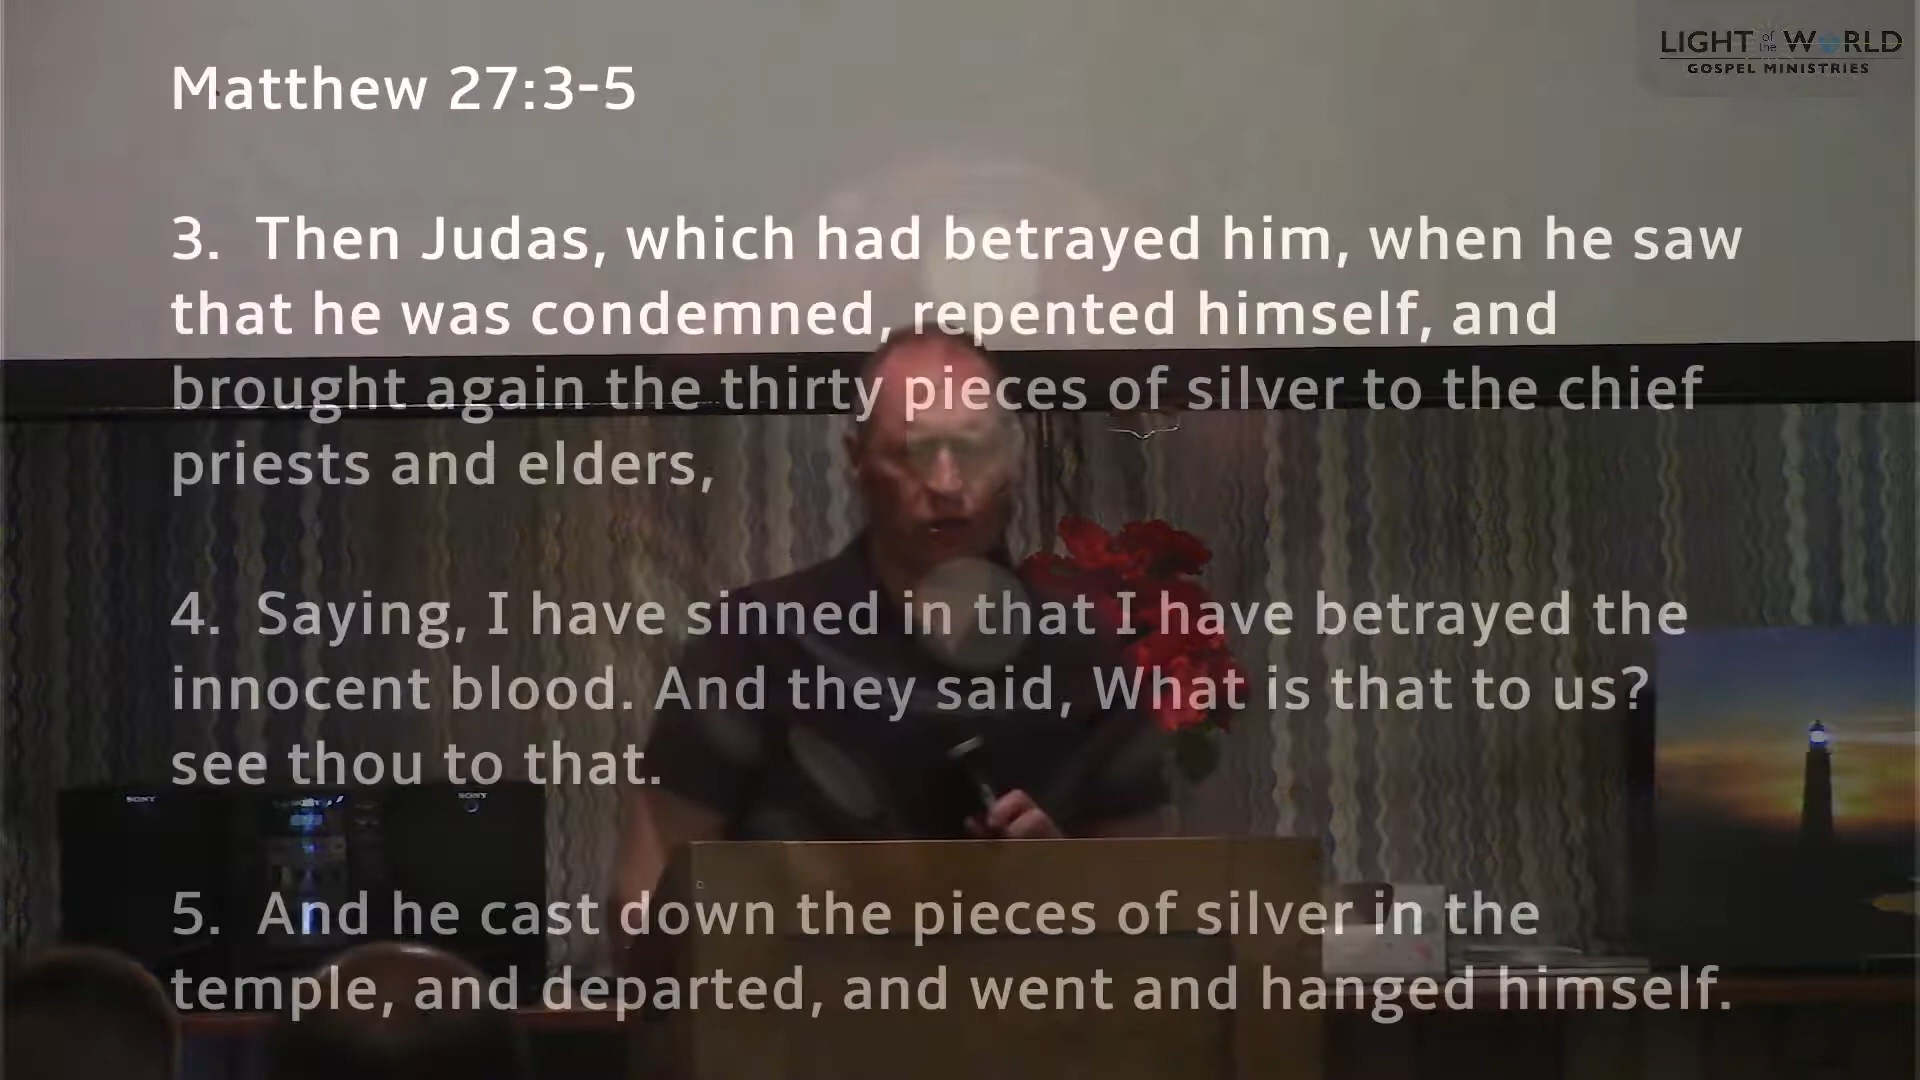 LIGHT of the WORLD
GOSPEL MINISTRIES
Matthew 27:3-5
3. Then Judas, which had betrayed him, when he saw
that he was condemned, repented himself, and
brought again the thirty pieces of silver to the chief
priests and elders,
4. Saying, I have sinned in that I have betrayed the
innocent blood. And they said, What is that to us?
see thou to that.
SONY
SONY
5. And he cast down the pieces of silver in the
temple, and departed, and went and hanged himself.